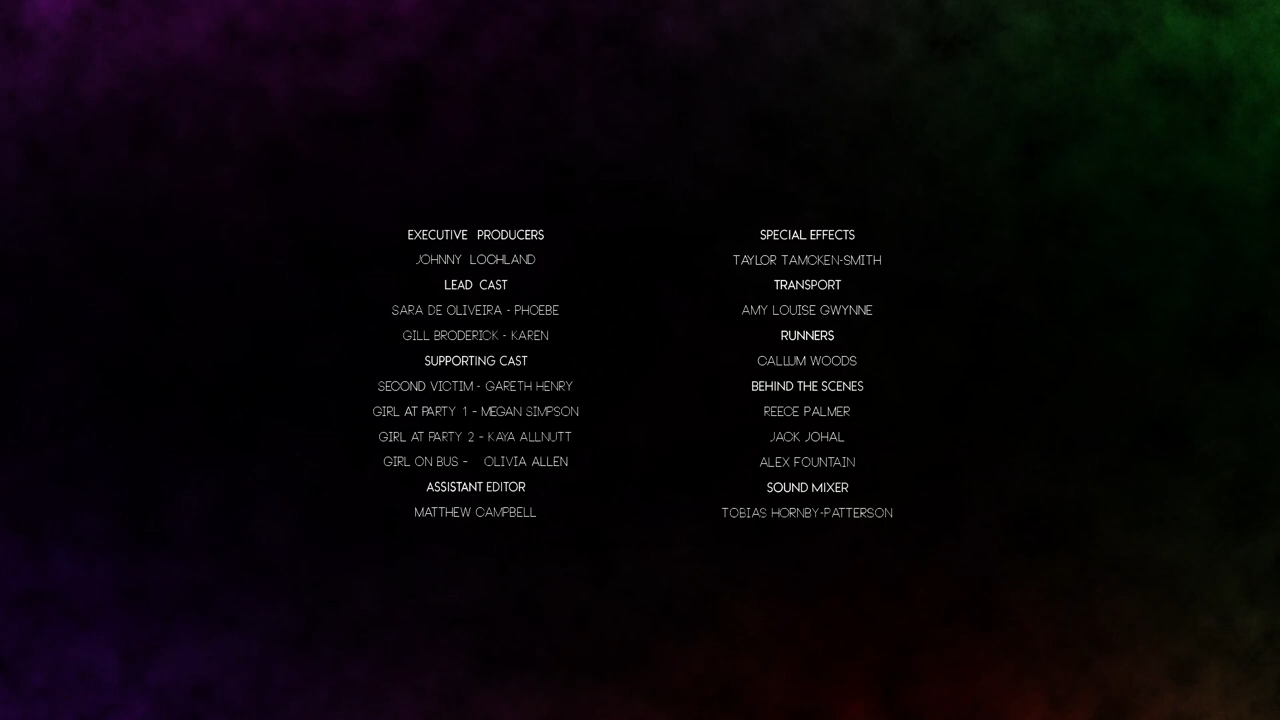 EXECUTIVE PRODUCERS
JOHNNY LOCHLAND
LEAD CAST
SARA DE OLIVEIRA - PHOEBE
GILL BRODERICK - KAREN
SUPPORTING CAST
SECOND VICTIM - GARETH HENRY
GIRL AT PARTY 1 - MEGAN SIMPSON
GIRL AT PARTY 2 - KAYA ALLNUTT
GIRL ON BUS - OLIVIA ALLEN
ASSISTANT EDITOR
MATTHEW CAMPBELL
SPECIAL EFFECTS
TAYLOR TAMCKEN-SMITH
TRANSPORT
AMY LOUISE GWYNNE
RUNNERS
CALLUM WOODS
BEHIND THE SCENES
REECE PALMER
JACK JOHAL
ALEX FOUNTAIN
SOUND MIXER
TOBIAS HORNBY-PATTERSON